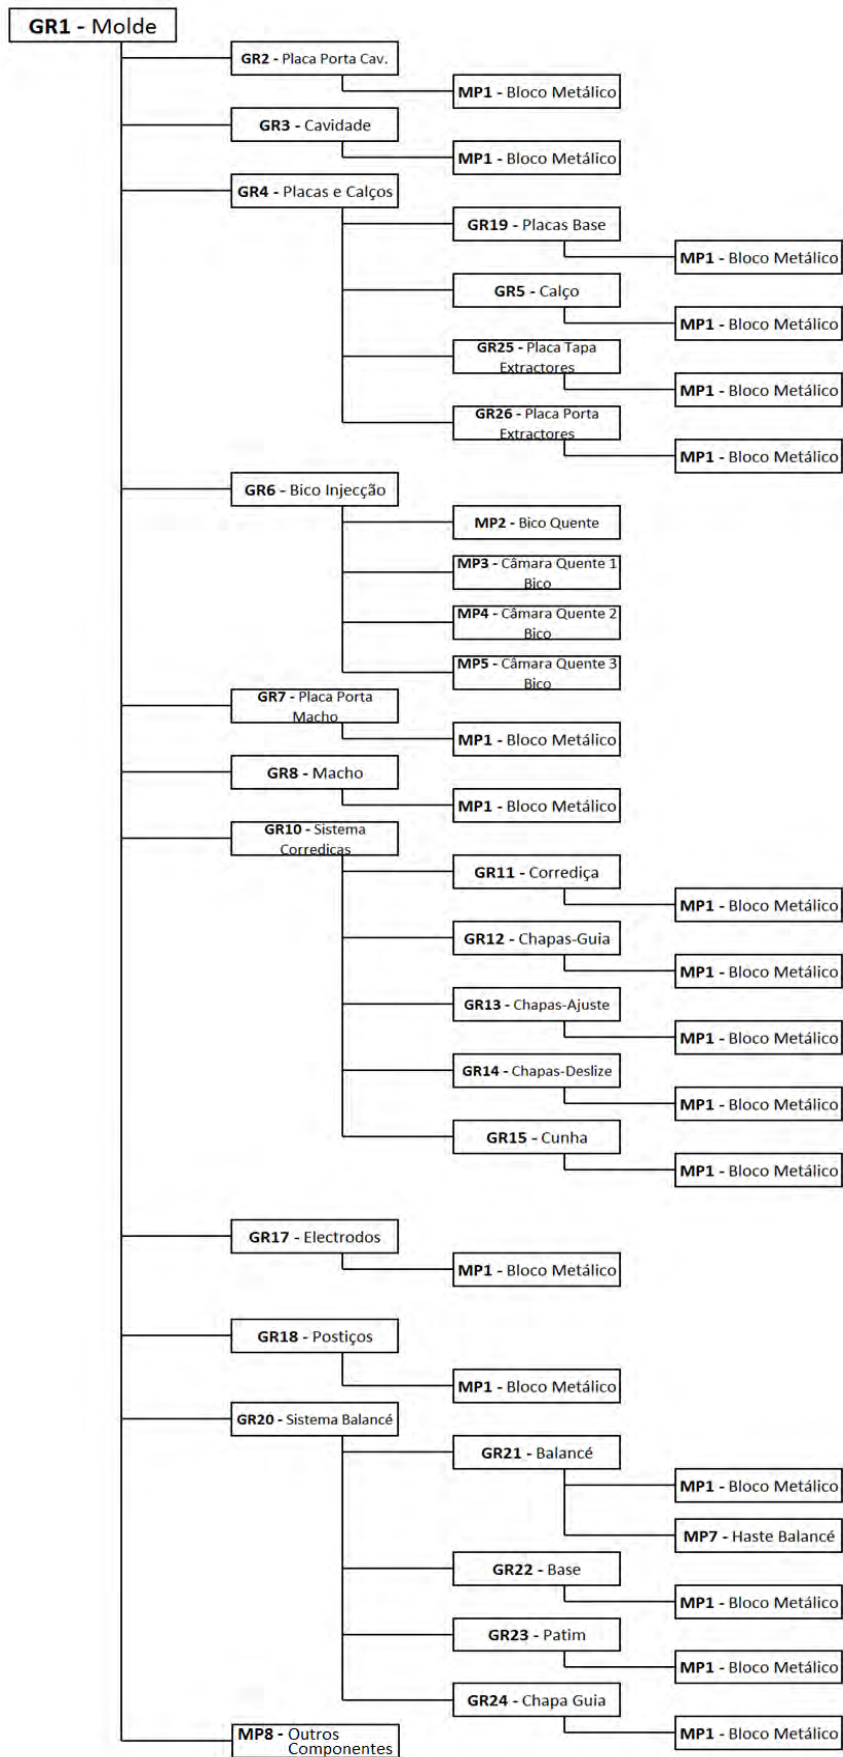 GR1 - Molde
GR2 - Placa Porta Cav.
MP1 - Bloco Metálico
GR3 - Cavidade
MP1 - Bloco Metálico
GR4 - Placas e Calços
GR19 - Placas Base
MP1 - Bloco Metálico
GR5 - Calço
MP1 - Bloco Metálico
GR25 - Placa Tapa
Extractores
MP1 - Bloco Metálico
GR26 - Placa Porta
Extractores
MP1 - Bloco Metálico
GR6 - Bico Injecção
MP2 - Bico Quente
MP3 - Câmara Quente 1
Bico
MP4 - Câmara Quente 2
Bico
MP5 - Câmara Quente 3
Bico
GR7 - Placa Porta
Macho
MP1 - Bloco Metálico
GR8 - Macho
MP1 - Bloco Metálico
GR10 - Sistema
Corrediças
GR11 - Corrediça
MP1 - Bloco Metálico
GR12 - Chapas-Guia
MP1 - Bloco Metálico
GR13 - Chapas-Ajuste
MP1 - Bloco Metálico
GR14 - Chapas-Deslize
MP1 - Bloco Metálico
GR15 - Cunha
MP1 - Bloco Metálico
GR17 - Electrodos
MP1 - Bloco Metálico
GR18 - Postiços
MP1 - Bloco Metálico
GR20 - Sistema Balancé
GR21 - Balancé
MP1 - Bloco Metálico
MP7 - Haste Balancé
GR22 - Base
MP1 - Bloco Metálico
GR23 - Patim
MP1 - Bloco Metálico
GR24 - Chapa Guia
MP1 - Bloco Metálico
MP8 - Outros
Componentes